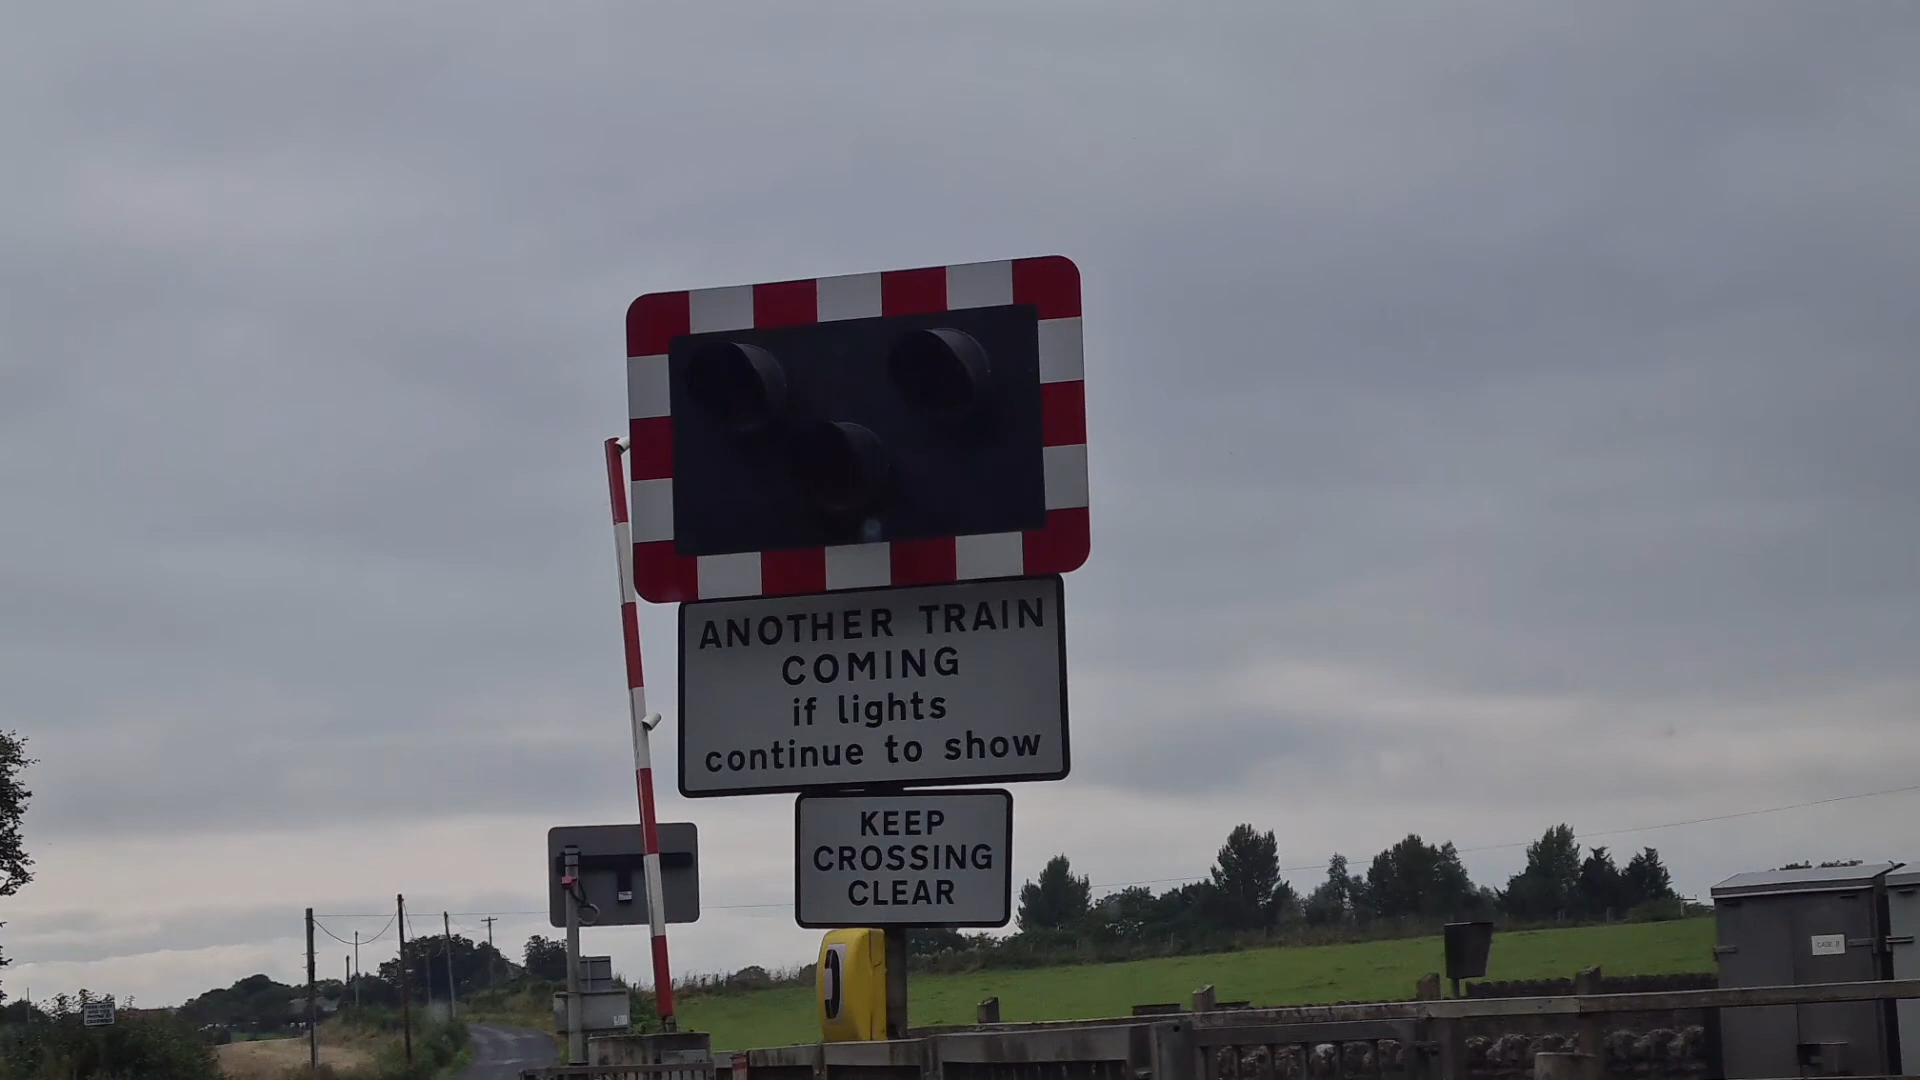 ANOTHER TRAIN
COMING
if lights
continue to show
KEEP
CROSSING
CLEAR